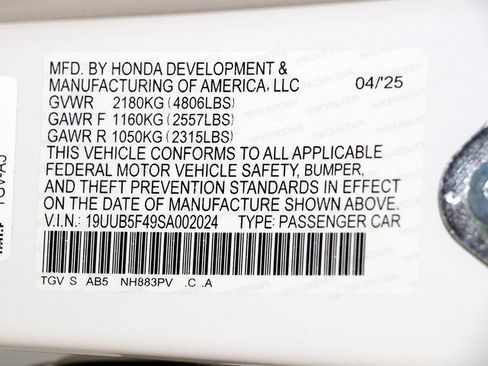 MFD. BY HONDA DEVELOPMENT &
MANUFACTURING OF AMERICA, LLC 04/'25
GVWR 2180KG (4806LBS)
GAWR F 1160KG (2557LBS)
GAWR R 1050KG (2315LBS)
THIS VEHICLE CONFORMS TO ALL APPLICABLE
FEDERAL MOTOR VEHICLE SAFETY, BUMPER,
AND THEFT PREVENTION STANDARDS IN EFFECT
ON THE DATE OF MANUFACTURE SHOWN ABOVE.
V.I.N.: 19UUB5F49SA002024 TYPE: PASSENGER CAR
TGV S AB5 NH883PV .C .A
TGV-A5